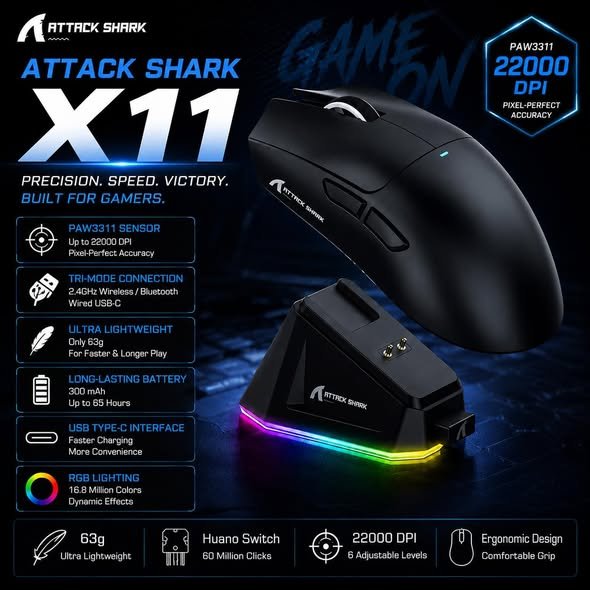 ATTACK SHARK
GAME ON
PAW3311
22000
DPI
PIXEL-PERFECT
ACCURACY
ATTACK SHARK
X11
PRECISION. SPEED. VICTORY.
BUILT FOR GAMERS.
ATTACK SHARK
PAW3311 SENSOR
Up to 22000 DPI
Pixel-Perfect Accuracy
TRI-MODE CONNECTION
2.4GHz Wireless / Bluetooth
Wired USB-C
ULTRA LIGHTWEIGHT
Only 63g
For Faster & Longer Play
LONG-LASTING BATTERY
300 mAh
Up to 65 Hours
USB TYPE-C INTERFACE
Faster Charging
More Convenience
RGB LIGHTING
16.8 Million Colors
Dynamic Effects
ATTACK SHARK
63g
Ultra Lightweight
Huano Switch
60 Million Clicks
22000 DPI
6 Adjustable Levels
Ergonomic Design
Comfortable Grip